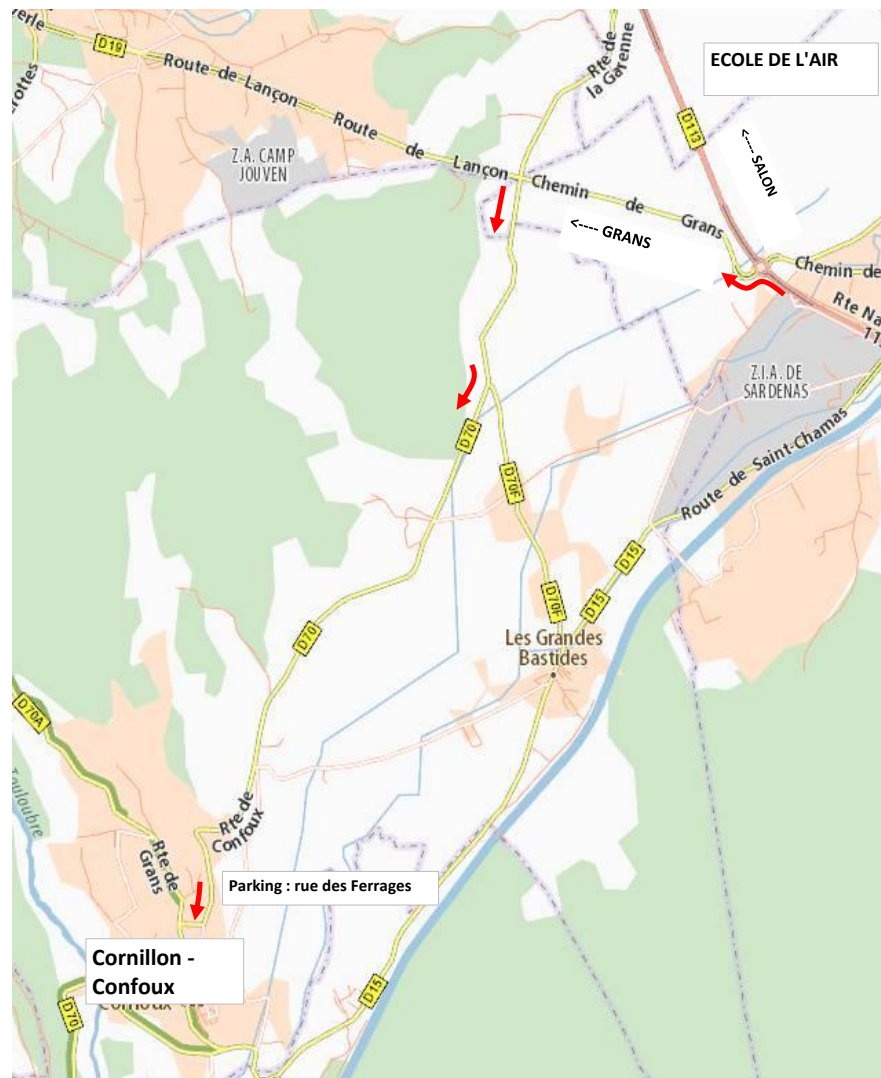 verle
D19
Route de Lançon
Route de Lançon
Rte de
la Garenne
ECOLE DE L'AIR
D113
<---- SALON
Z.A. CAMP
JOUVEN
Chemin de Grans
<---- GRANS
Chemin de
Rte Na
Z.I.A. DE
SARDENAS
D70
D70F
Route de Saint-Chamas
D15
D15
D70F
D70
Les Grandes
Bastides
D70A
Touloubre
Rte de
Confoux
Rte de
Grans
Parking : rue des Ferrages
Cornillon -
Confoux
D70
D15